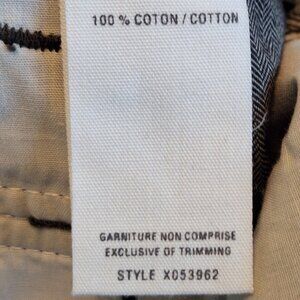 100 % COTON / COTTON
GARNITURE NON COMPRISE
EXCLUSIVE OF TRIMMING
STYLE X053962